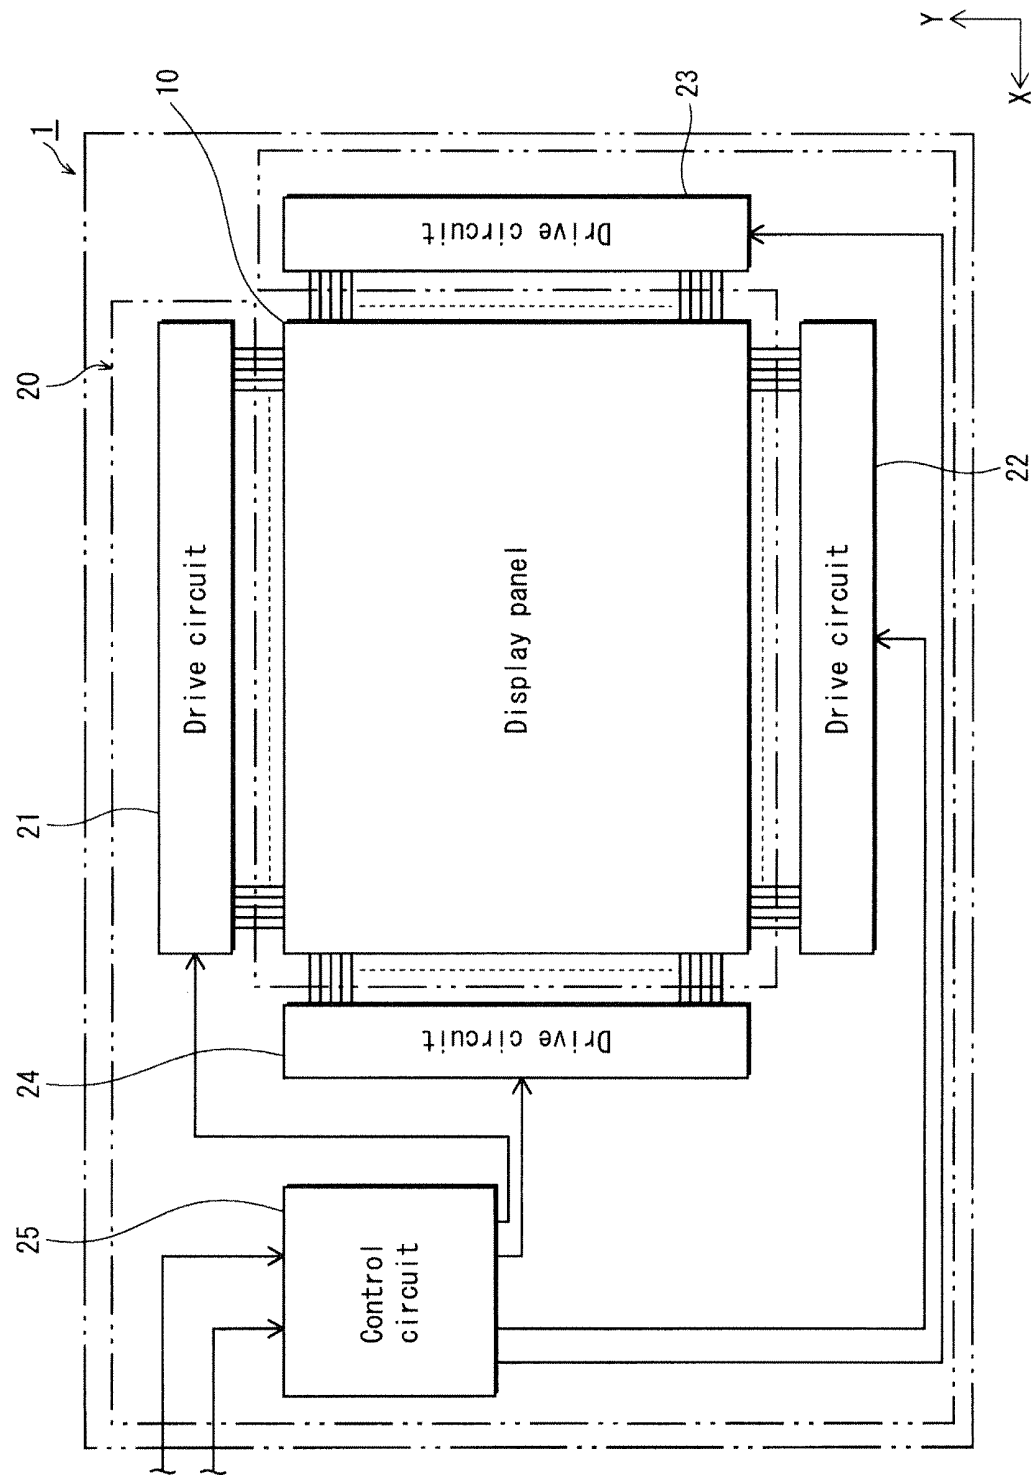 1
20
21
Drive circuit
10
Display panel
24
Drive circuit
23
Drive circuit
22
Drive circuit
25
Control
circuit
Y
X